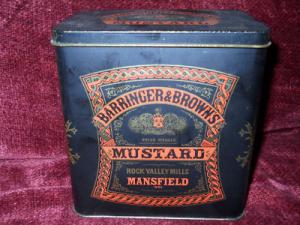 BARRINGER & BROWN'S
MUSTARD
ROCK VALLEY MILLS
MANSFIELD